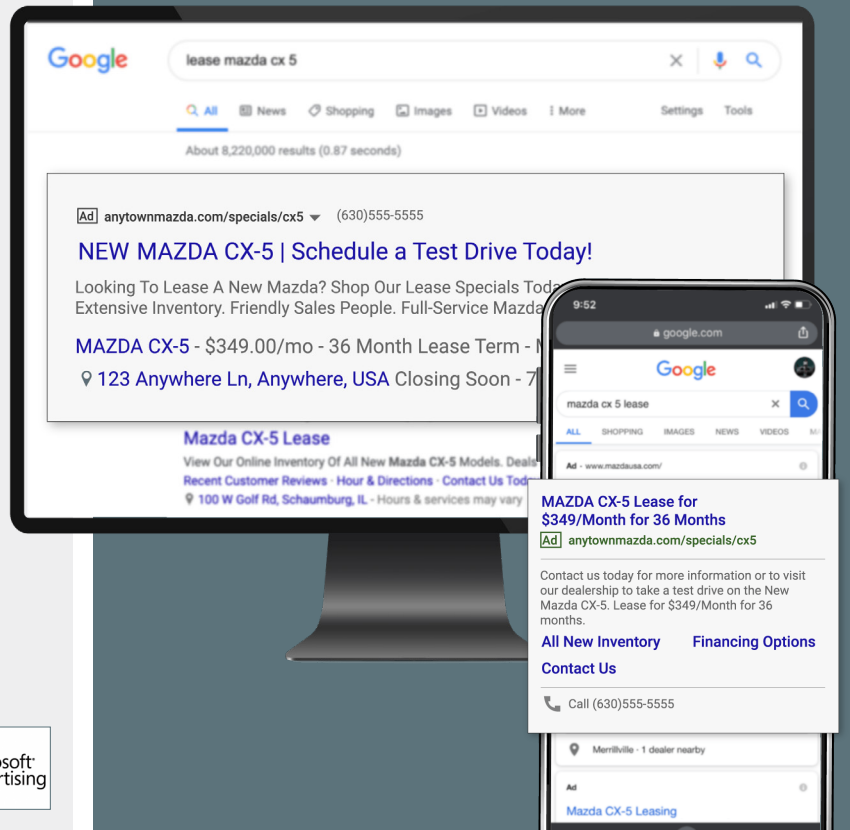 Google
lease mazda cx 5
All News Shopping Images Videos More Settings Tools
About 8,220,000 results (0.87 seconds)
Ad anytownmazda.com/specials/cx5 (630)555-5555
NEW MAZDA CX-5 | Schedule a Test Drive Today!
Looking To Lease A New Mazda? Shop Our Lease Specials Toda
Extensive Inventory. Friendly Sales People. Full-Service Mazda
MAZDA CX-5 - $349.00/mo - 36 Month Lease Term -
123 Anywhere Ln, Anywhere, USA Closing Soon - 7
Mazda CX-5 Lease
View Our Online Inventory Of All New Mazda CX-5 Models. Deals
Recent Customer Reviews · Hour & Directions · Contact Us Tod
100 W Golf Rd, Schaumburg, IL - Hours & services may vary
9:52
google.com
Google
mazda cx 5 lease
ALL SHOPPING IMAGES NEWS VIDEOS
Ad - www.mazdausa.com/
MAZDA CX-5 Lease for
$349/Month for 36 Months
Ad anytownmazda.com/specials/cx5
Contact us today for more information or to visit
our dealership to take a test drive on the New
Mazda CX-5. Lease for $349/Month for 36
months.
All New Inventory Financing Options
Contact Us
Call (630)555-5555
Merrillville · 1 dealer nearby
Ad
Mazda CX-5 Leasing
osoft
rtising